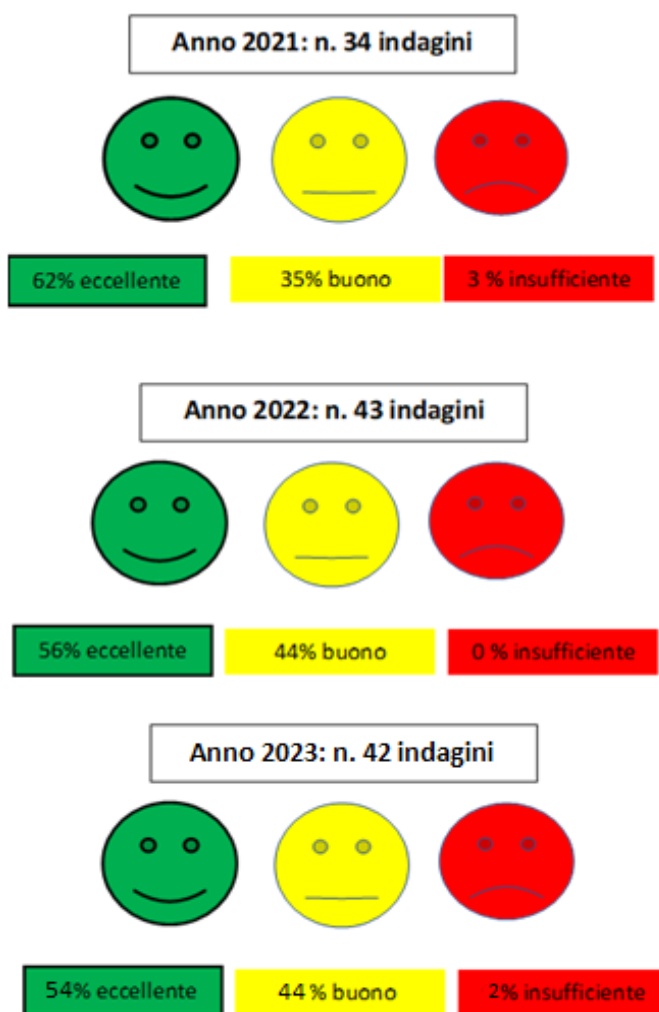 Anno 2021: n. 34 indagini
62% eccellente 35% buono 3 % insufficiente
Anno 2022: n. 43 indagini
56% eccellente 44% buono 0 % insufficiente
Anno 2023: n. 42 indagini
54% eccellente 44% buono 2% insufficiente